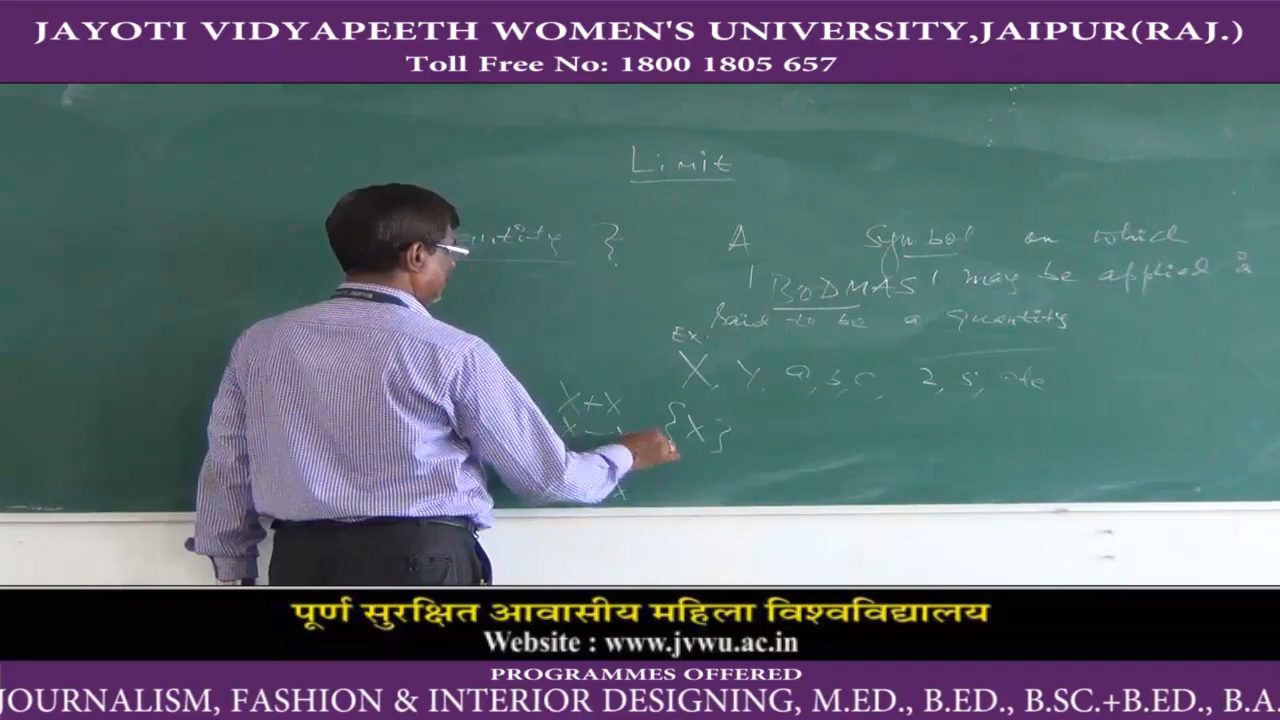 JAYOTI VIDYAPEETH WOMEN'S UNIVERSITY,JAIPUR(RAJ.)
Toll Free No: 1800 1805 657
Limit
A Symbol on which
'BODMAS' may be applied is
said to be a quantity
Ex.
X, Y, a, b, c, 2, 5, etc
X+X
{X}
पूर्ण सुरक्षित आवासीय महिला विश्वविद्यालय
Website : www.jvwu.ac.in
PROGRAMMES OFFERED
JOURNALISM, FASHION & INTERIOR DESIGNING, M.ED., B.ED., B.SC.+B.ED., B.A.